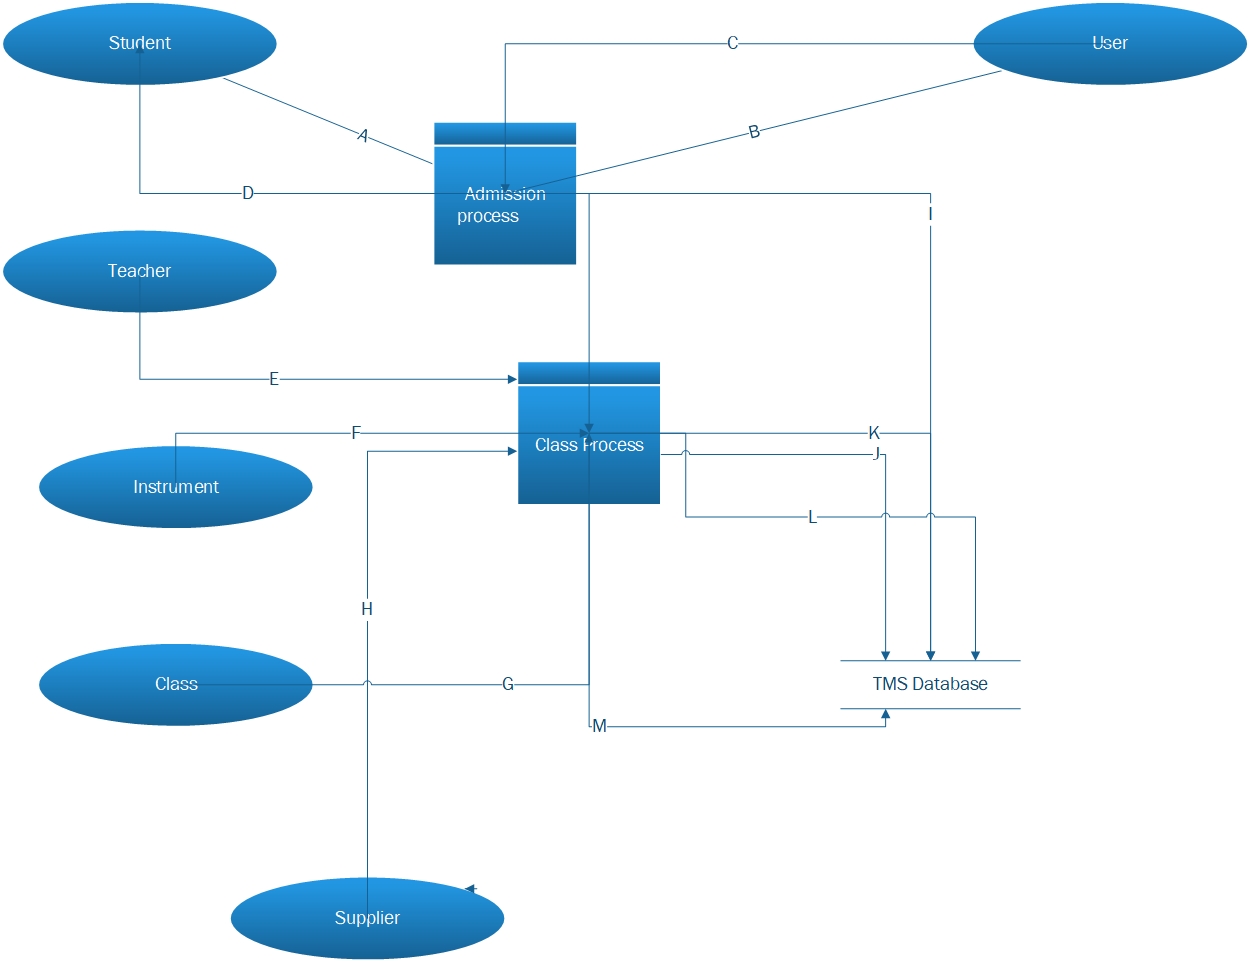 Student
C
User
A
B
D
Admission
process
I
Teacher
E
F
K
Class Process
J
Instrument
L
H
Class
G
TMS Database
M
Supplier